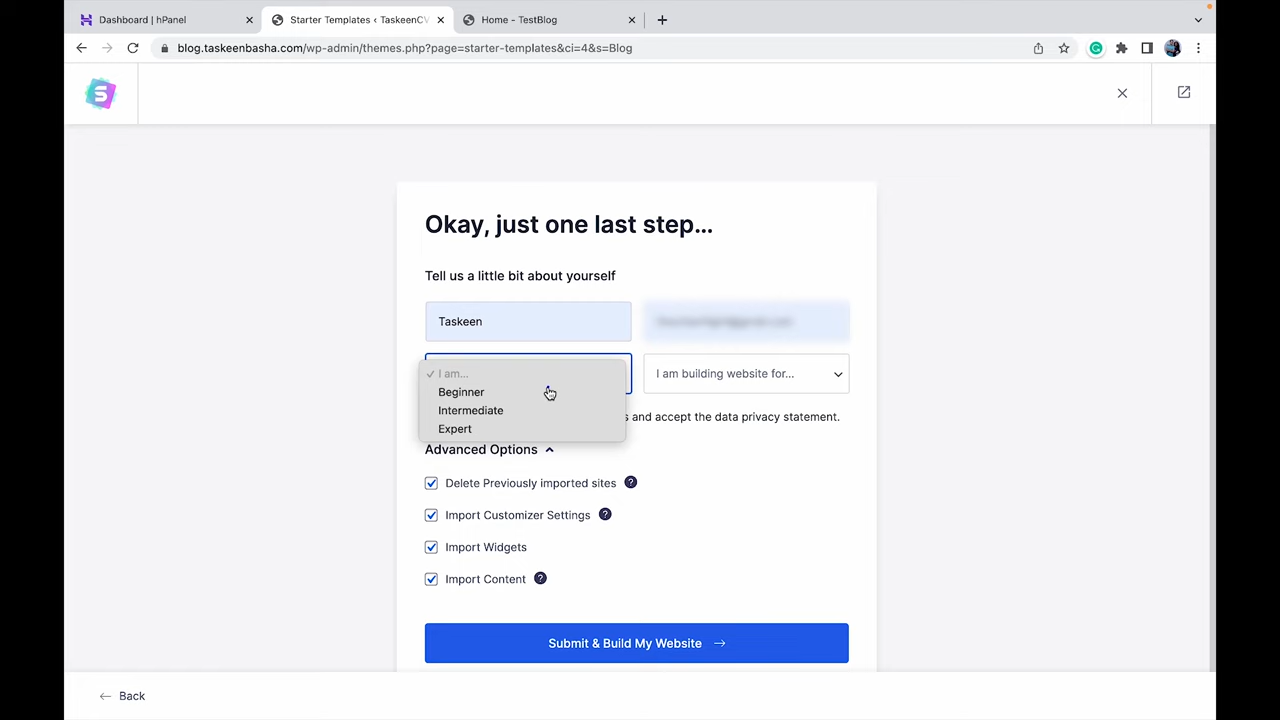 Dashboard | hPanel
Starter Templates ‹ TaskeenCV
Home - TestBlog
blog.taskeenbasha.com/wp-admin/themes.php?page=starter-templates&ci=4&s=Blog
S
Okay, just one last step...
Tell us a little bit about yourself
Taskeen
✓ I am...
I am building website for...
Beginner
Intermediate
Expert
s and accept the data privacy statement.
Advanced Options
Delete Previously imported sites ?
Import Customizer Settings ?
Import Widgets
Import Content ?
Submit & Build My Website →
← Back